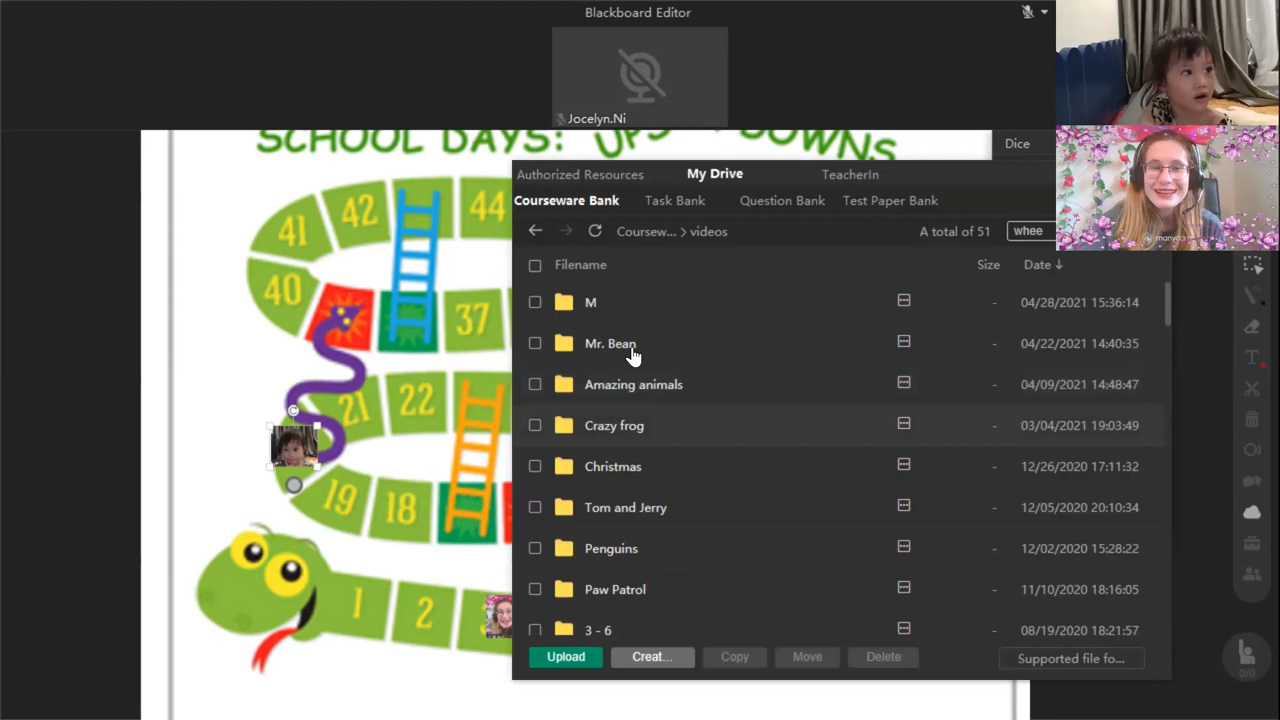 Blackboard Editor
Jocelyn.Ni
SCHOOL DAYS: UPS DOWNS
Dice
41 42 44
40 37
21 22
19 18
1 2
Authorized Resources My Drive TeacherIn
Courseware Bank Task Bank Question Bank Test Paper Bank
Coursew... > videos A total of 51 whee
Filename Size Date ↓
M - 04/28/2021 15:36:14
Mr. Bean - 04/22/2021 14:40:35
Amazing animals - 04/09/2021 14:48:47
Crazy frog - 03/04/2021 19:03:49
Christmas - 12/26/2020 17:11:32
Tom and Jerry - 12/05/2020 20:10:34
Penguins - 12/02/2020 15:28:22
Paw Patrol - 11/10/2020 18:16:05
3 - 6 - 08/19/2020 18:21:57
Upload Creat... Copy Move Delete Supported file fo...
0/0